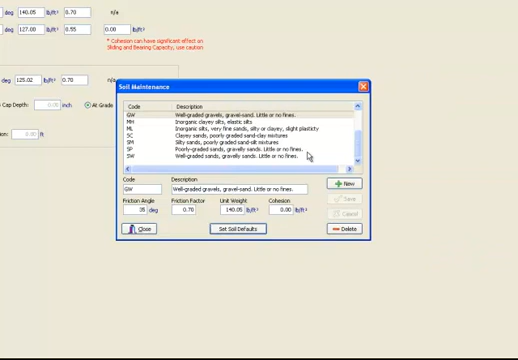 deg 140.05 lb/ft³ 0.70 n/a
deg 127.00 lb/ft³ 0.55 0.00 lb/ft²
* Cohesion can have significant effect on
Sliding and Bearing Capacity, use caution
deg 125.02 lb/ft³ 0.70 n/a
Cap Depth: 0.00 inch At Grade
0.00 ft
Soil Maintenance
Code Description
GW Well-graded gravels, gravel-sand. Little or no fines.
MH Inorganic clayey silts, elastic silts
ML Inorganic silts, very fine sands, silty or clayey, slight plasticity
SC Clayey sands, poorly graded sand-clay mixtures
SM Silty sands, poorly graded sand-silt mixtures
SP Poorly-graded sands, gravelly sands. Little or no fines.
SW Well-graded sands, gravelly sands. Little or no fines.
Code Description
GW Well-graded gravels, gravel-sand. Little or no fines.
New
Friction Angle Friction Factor Unit Weight Cohesion
Save
35 deg 0.70 140.05 lb/ft³ 0.00 lb/ft²
Cancel
Close Set Soil Defaults Delete